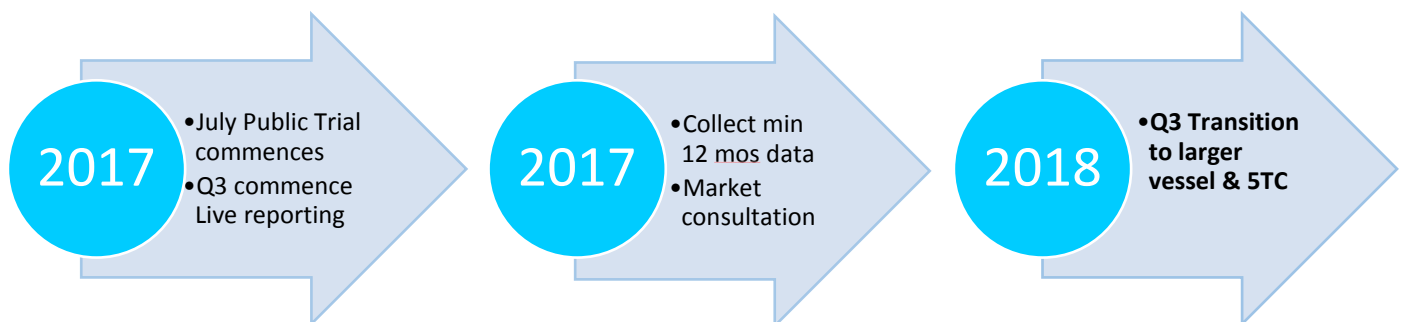 2017
•July Public Trial
commences
•Q3 commence
Live reporting
2017
•Collect min
12 mos data
•Market
consultation
2018
•Q3 Transition
to larger
vessel & 5TC